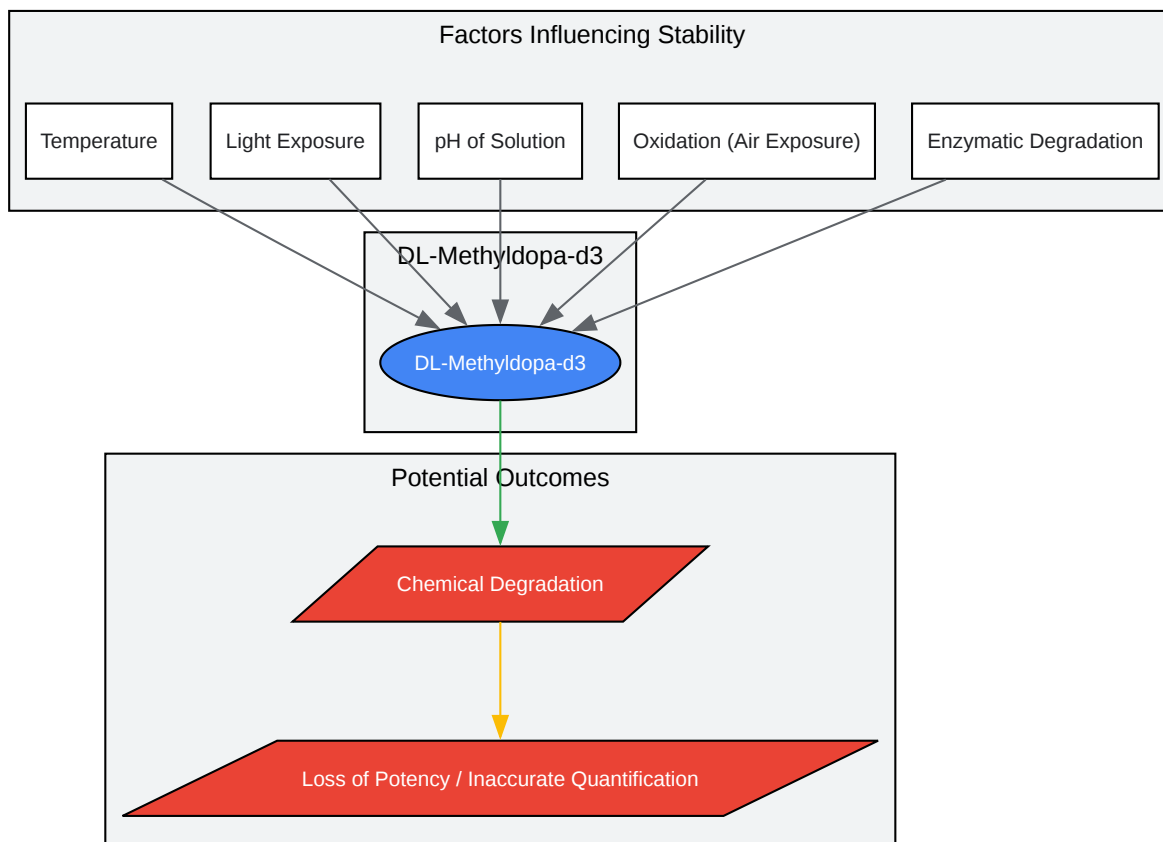 Factors Influencing Stability
Temperature
Light Exposure
pH of Solution
Oxidation (Air Exposure)
Enzymatic Degradation
DL-Methyldopa-d3
DL-Methyldopa-d3
Potential Outcomes
Chemical Degradation
Loss of Potency / Inaccurate Quantification